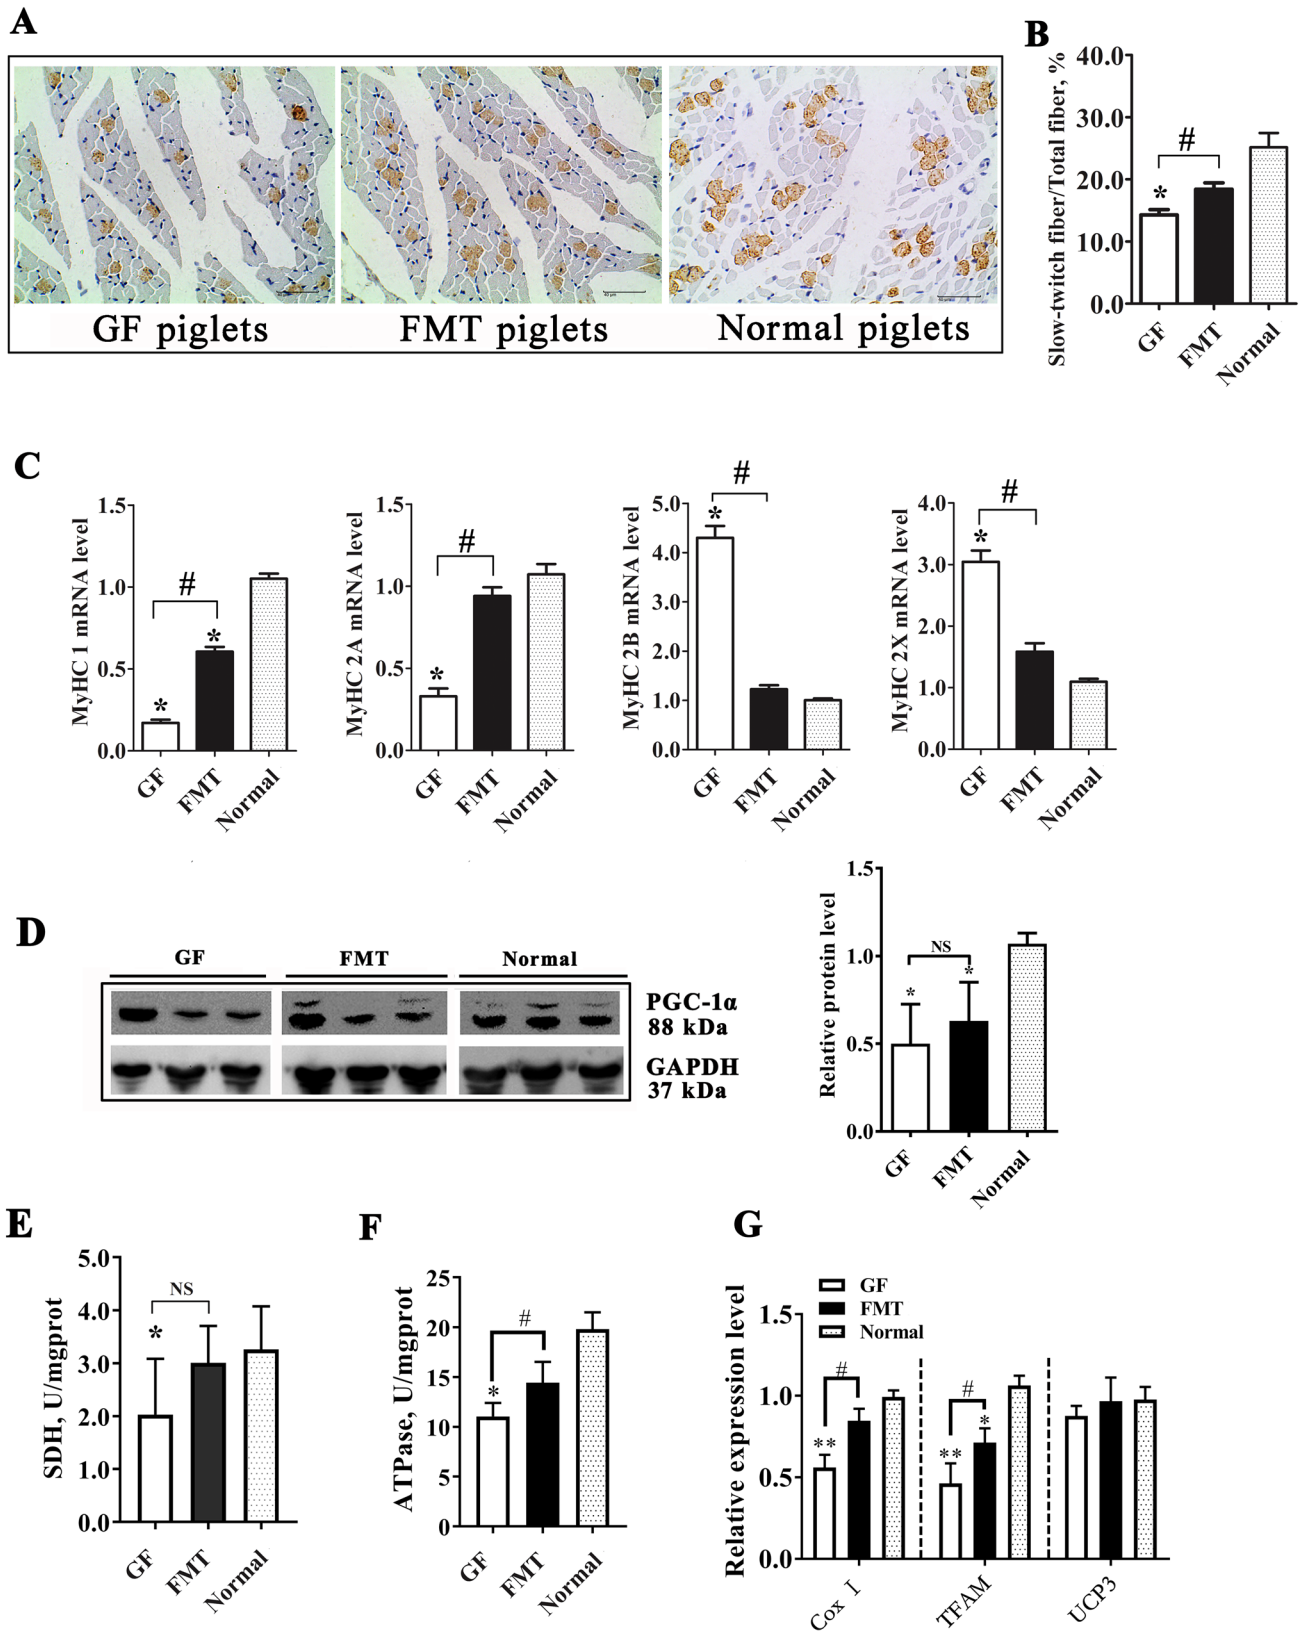 A
GF piglets
FMT piglets
Normal piglets
B
Slow-twitch fiber/Total fiber, %
40.0
30.0
20.0
10.0
0.0
#
*
GF
FMT
Normal
C
MyHC 1 mRNA level
1.5
1.0
0.5
0.0
#
*
*
GF
FMT
Normal
MyHC 2A mRNA level
1.5
1.0
0.5
0.0
#
*
GF
FMT
Normal
MyHC 2B mRNA level
5.0
4.0
3.0
2.0
1.0
0.0
#
*
GF
FMT
Normal
MyHC 2X mRNA level
4.0
3.0
2.0
1.0
0.0
#
*
GF
FMT
Normal
D
GF
FMT
Normal
PGC-1α
88 kDa
GAPDH
37 kDa
Relative protein level
1.5
1.0
0.5
0.0
NS
*
*
GF
FMT
Normal
E
SDH, U/mgprot
5.0
4.0
3.0
2.0
1.0
0.0
NS
*
GF
FMT
Normal
F
ATPase, U/mgprot
25
20
15
10
5
0
#
*
GF
FMT
Normal
G
GF
FMT
Normal
Relative expression level
1.5
1.0
0.5
0.0
#
**
#
**
*
Cox I
TFAM
UCP3